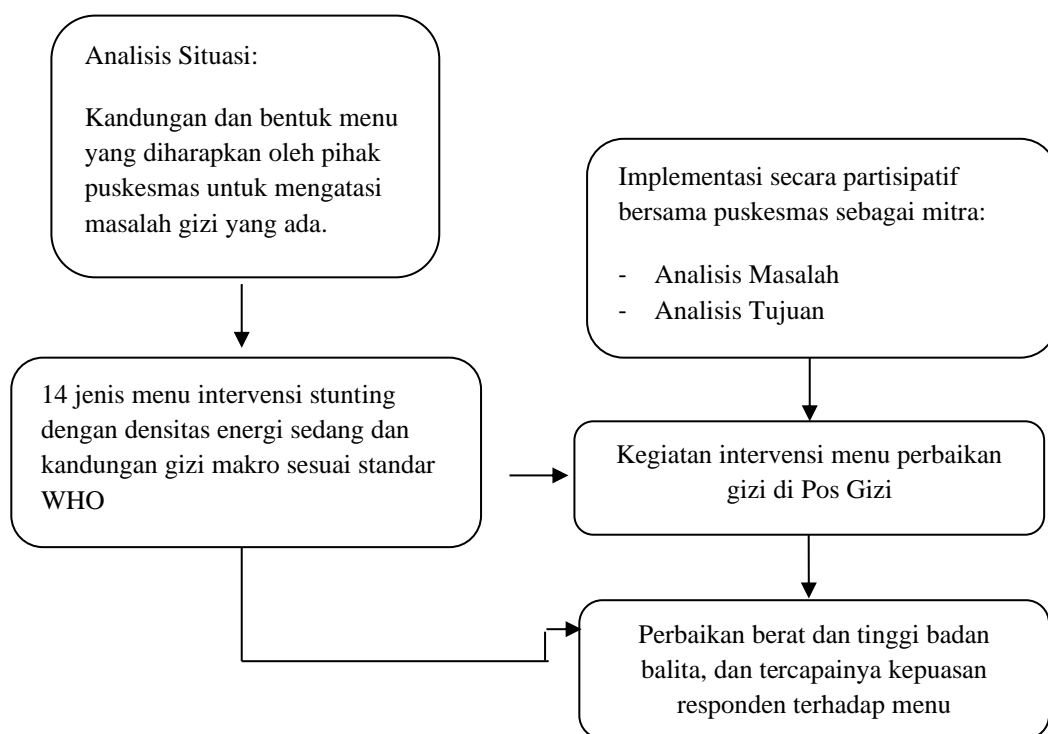 Analisis Situasi:
Kandungan dan bentuk menu
yang diharapkan oleh pihak
puskesmas untuk mengatasi
masalah gizi yang ada.
Implementasi secara partisipatif
bersama puskesmas sebagai mitra:
- Analisis Masalah
- Analisis Tujuan
14 jenis menu intervensi stunting
dengan densitas energi sedang dan
kandungan gizi makro sesuai standar
WHO
Kegiatan intervensi menu perbaikan
gizi di Pos Gizi
Perbaikan berat dan tinggi badan
balita, dan tercapainya kepuasan
responden terhadap menu